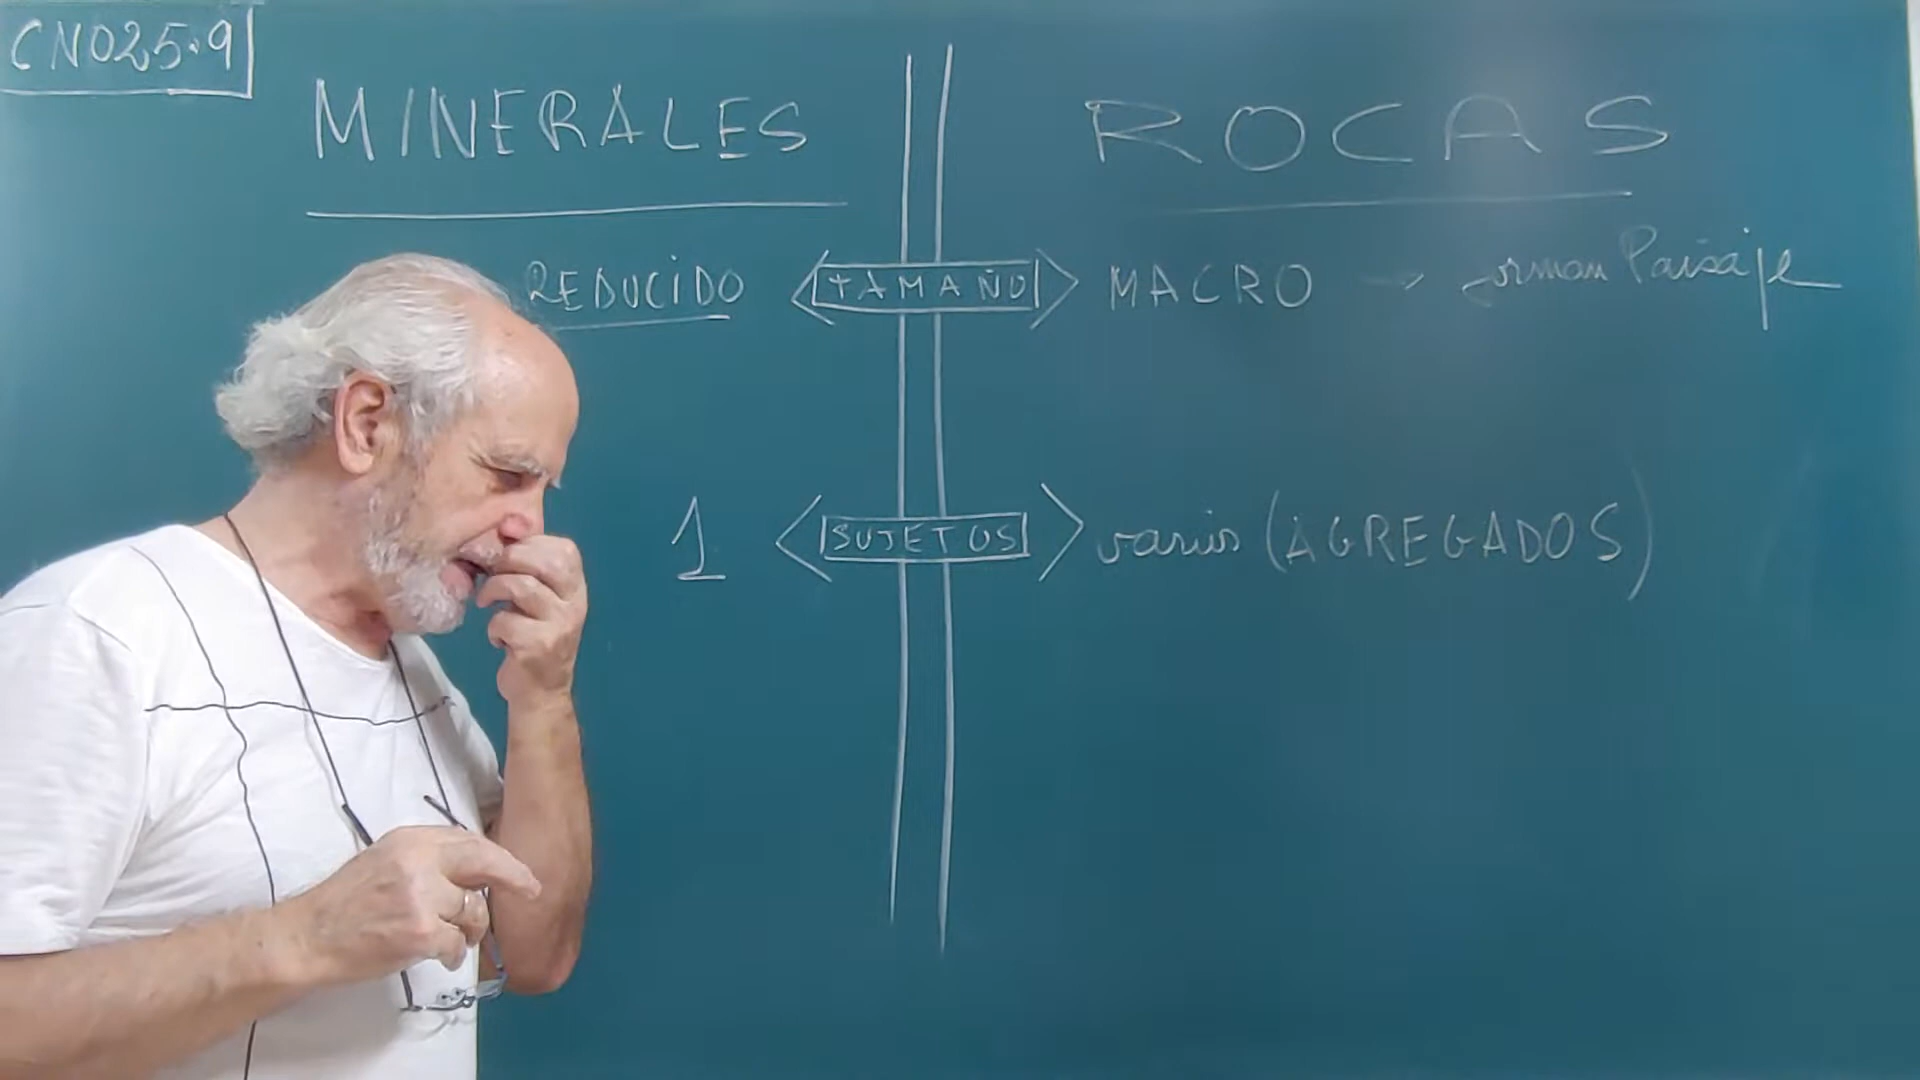 CN025.9
MINERALES ROCAS
REDUCIDO TAMAÑO MACRO → forman Paisaje
1 SUJETOS varios (AGREGADOS)